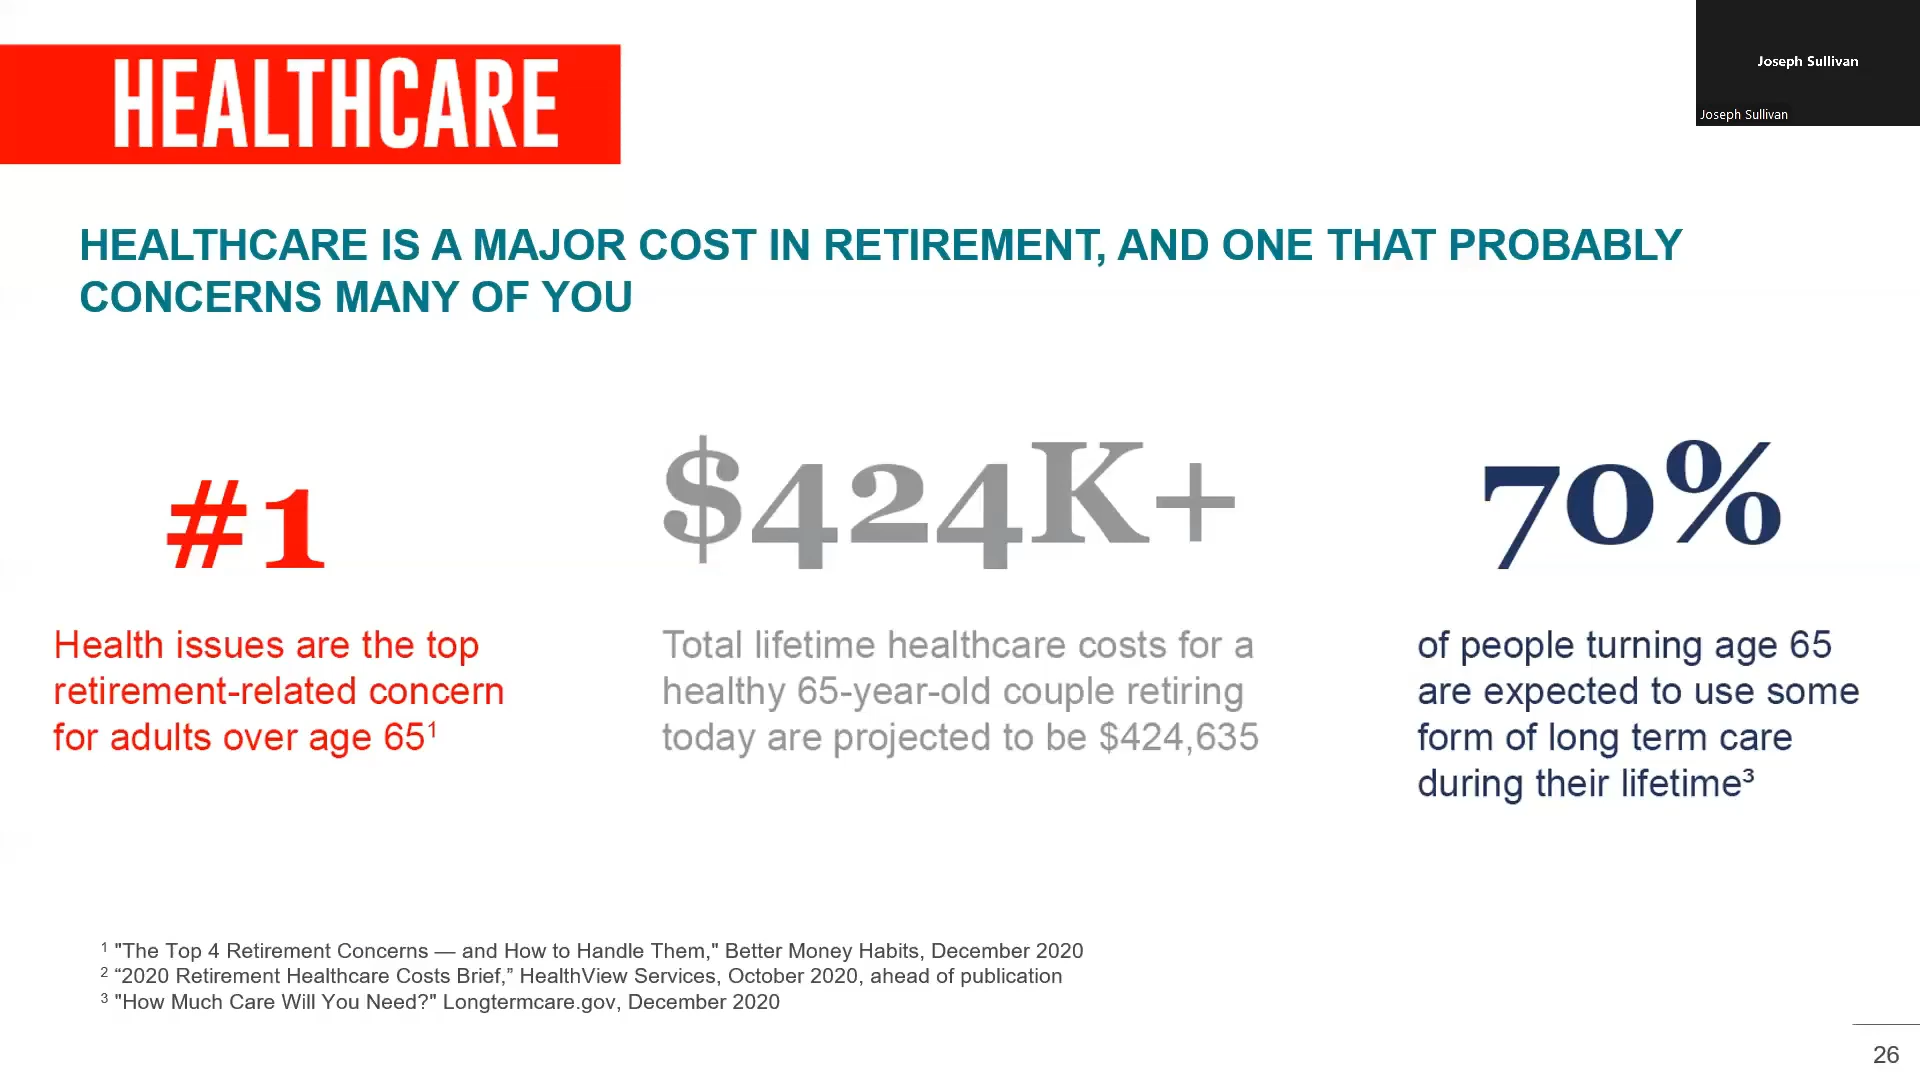 HEALTHCARE
Joseph Sullivan
Joseph Sullivan
HEALTHCARE IS A MAJOR COST IN RETIREMENT, AND ONE THAT PROBABLY
CONCERNS MANY OF YOU
#1
Health issues are the top
retirement-related concern
for adults over age 65¹
$424K+
Total lifetime healthcare costs for a
healthy 65-year-old couple retiring
today are projected to be $424,635
70%
of people turning age 65
are expected to use some
form of long term care
during their lifetime³
¹ "The Top 4 Retirement Concerns — and How to Handle Them," Better Money Habits, December 2020
² “2020 Retirement Healthcare Costs Brief,” HealthView Services, October 2020, ahead of publication
³ "How Much Care Will You Need?" Longtermcare.gov, December 2020
26